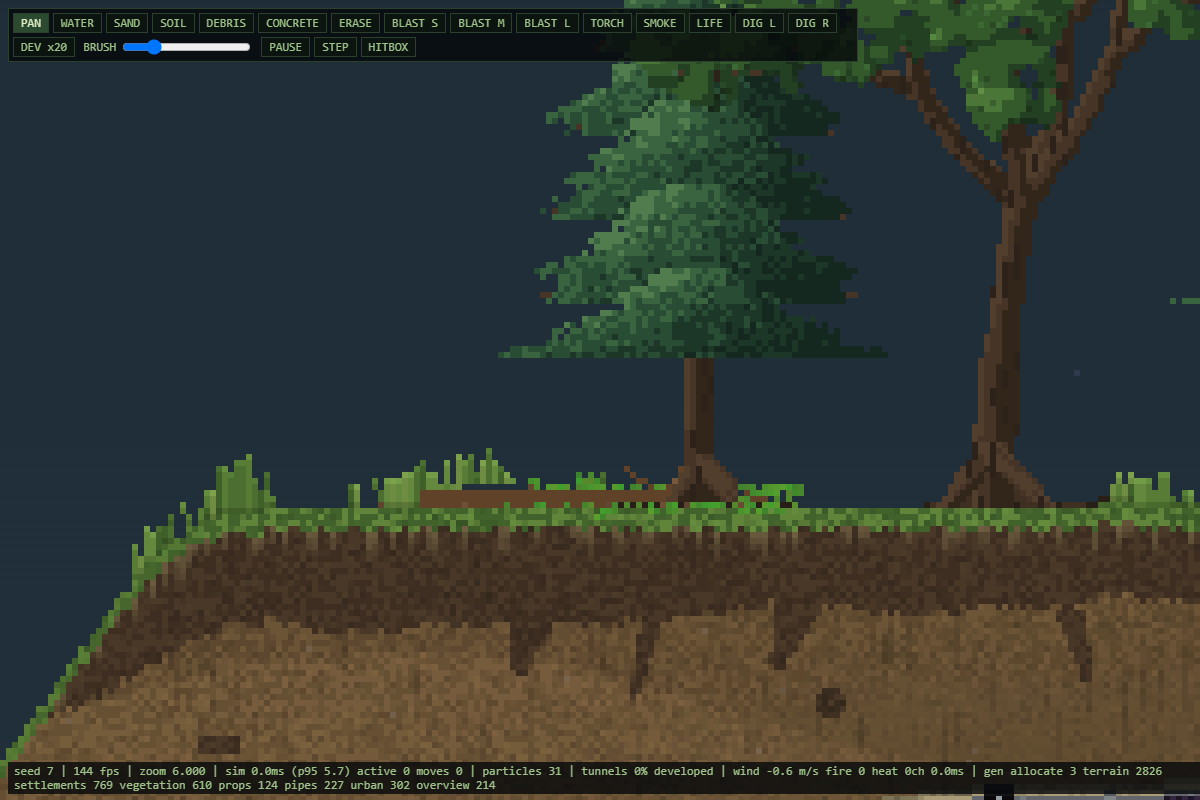 PAN WATER SAND SOIL DEBRIS CONCRETE ERASE BLAST S BLAST M BLAST L TORCH SMOKE LIFE DIG L DIG R
DEV x20 BRUSH PAUSE STEP HITBOX
seed 7 | 144 fps | zoom 6.000 | sim 0.0ms (p95 5.7) active 0 moves 0 | particles 31 | tunnels 0% developed | wind -0.6 m/s fire 0 heat 0ch 0.0ms | gen allocate 3 terrain 2826
settlements 769 vegetation 610 props 124 pipes 227 urban 302 overview 214